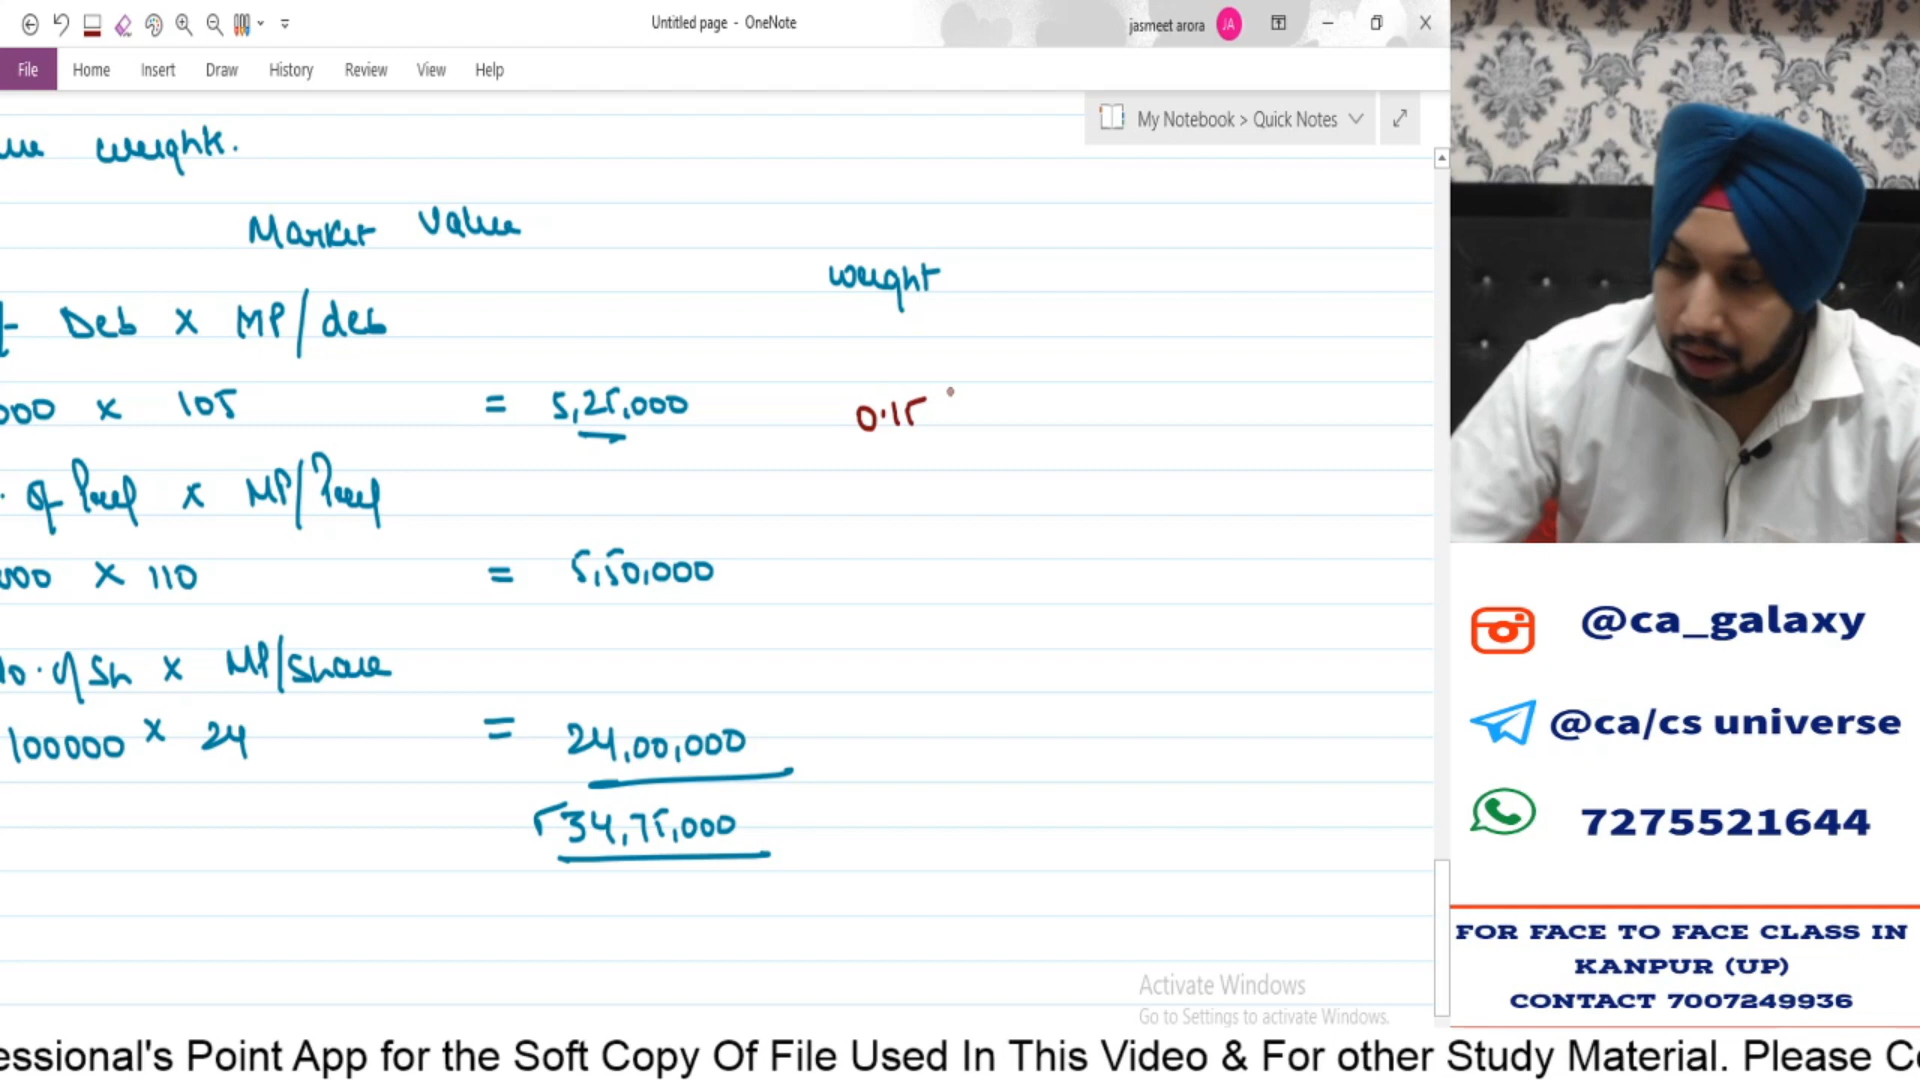 Untitled page - OneNote
jasmeet arora JA
File Home Insert Draw History Review View Help
My Notebook > Quick Notes
weights.
Market Value
weight
Deb x MP/deb
000 x 105 = 5,25,000 0.15
. of Pref x MP/Pref
000 x 110 = 5,50,000
No. of Sh x MP/share
100000 x 24 = 24,00,000
34,75,000
@ca_galaxy
@ca/cs universe
7275521644
FOR FACE TO FACE CLASS IN
KANPUR (UP)
CONTACT 7007249936
Activate Windows
Go to Settings to activate Windows.
essional's Point App for the Soft Copy Of File Used In This Video & For other Study Material. Please Co